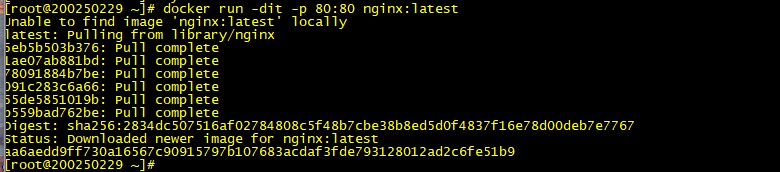 [root@200250229 ~]# docker run -dit -p 80:80 nginx:latest
Unable to find image 'nginx:latest' locally
latest: Pulling from library/nginx
5eb5b503b376: Pull complete
1ae07ab881bd: Pull complete
78091884b7be: Pull complete
091c283c6a66: Pull complete
55de5851019b: Pull complete
b559bad762be: Pull complete
Digest: sha256:2834dc507516af02784808c5f48b7cbe38b8ed5d0f4837f16e78d00deb7e7767
Status: Downloaded newer image for nginx:latest
aa6aedd9ff730a16567c90915797b107683acdaf3fde793128012ad2c6fe51b9
[root@200250229 ~]#